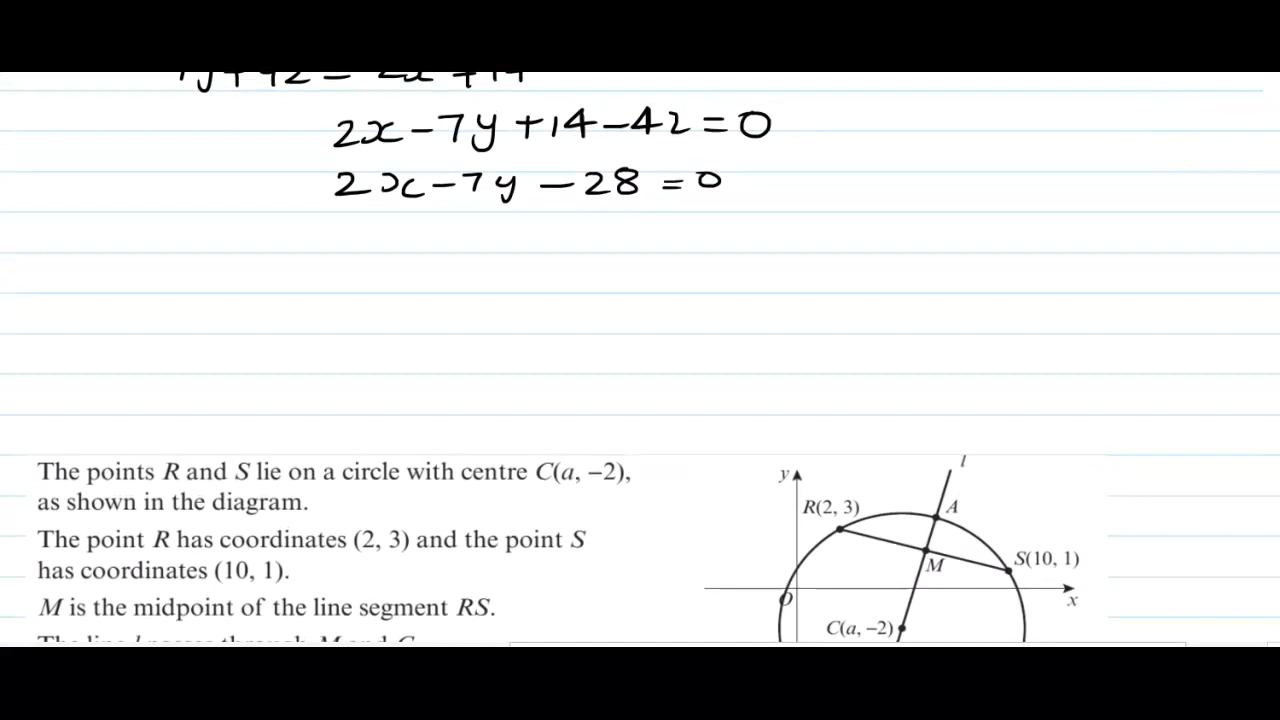 2x - 7y + 14 - 42 = 0
2x - 7y - 28 = 0
The points R and S lie on a circle with centre C(a, −2),
as shown in the diagram.
The point R has coordinates (2, 3) and the point S
has coordinates (10, 1).
M is the midpoint of the line segment RS.
y
l
R(2, 3)
A
S(10, 1)
M
O
x
C(a, −2)